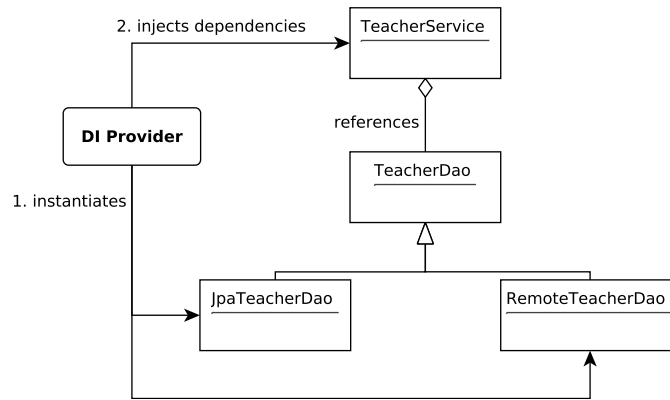 2. injects dependencies
TeacherService
DI Provider
references
TeacherDao
1. instantiates
JpaTeacherDao
RemoteTeacherDao